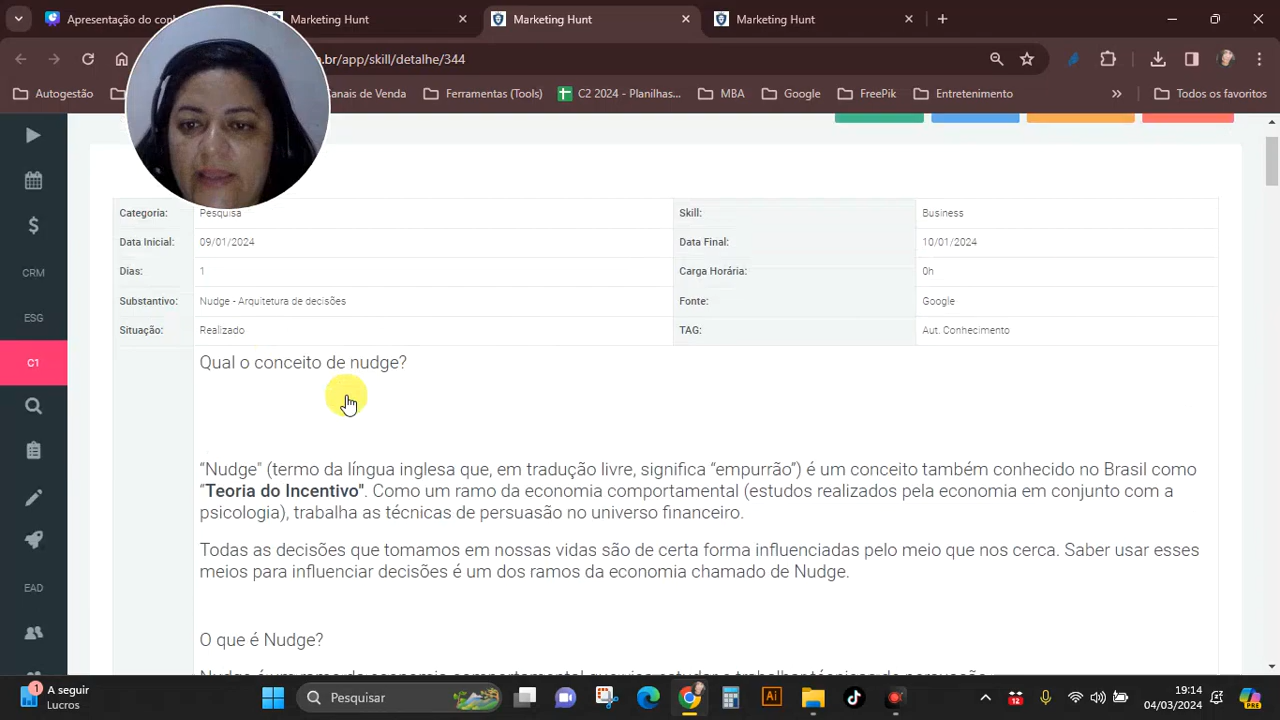 Apresentação do con
Marketing Hunt
Marketing Hunt
Marketing Hunt
.br/app/skill/detalhe/344
Autogestão
anais de Venda
Ferramentas (Tools)
C2 2024 - Planilhas...
MBA
Google
FreePik
Entretenimento
»
Todos os favoritos
CRM
ESG
C1
EAD
Categoria: Pesquisa Skill: Business
Data Inicial: 09/01/2024 Data Final: 10/01/2024
Dias: 1 Carga Horária: 0h
Substantivo: Nudge - Arquitetura de decisões Fonte: Google
Situação: Realizado TAG: Aut. Conhecimento
Qual o conceito de nudge?
“Nudge" (termo da língua inglesa que, em tradução livre, significa “empurrão”) é um conceito também conhecido no Brasil como
“Teoria do Incentivo". Como um ramo da economia comportamental (estudos realizados pela economia em conjunto com a
psicologia), trabalha as técnicas de persuasão no universo financeiro.
Todas as decisões que tomamos em nossas vidas são de certa forma influenciadas pelo meio que nos cerca. Saber usar esses
meios para influenciar decisões é um dos ramos da economia chamado de Nudge.
O que é Nudge?
1
A seguir
Lucros
Pesquisar
Ai
12
19:14
04/03/2024
PRE